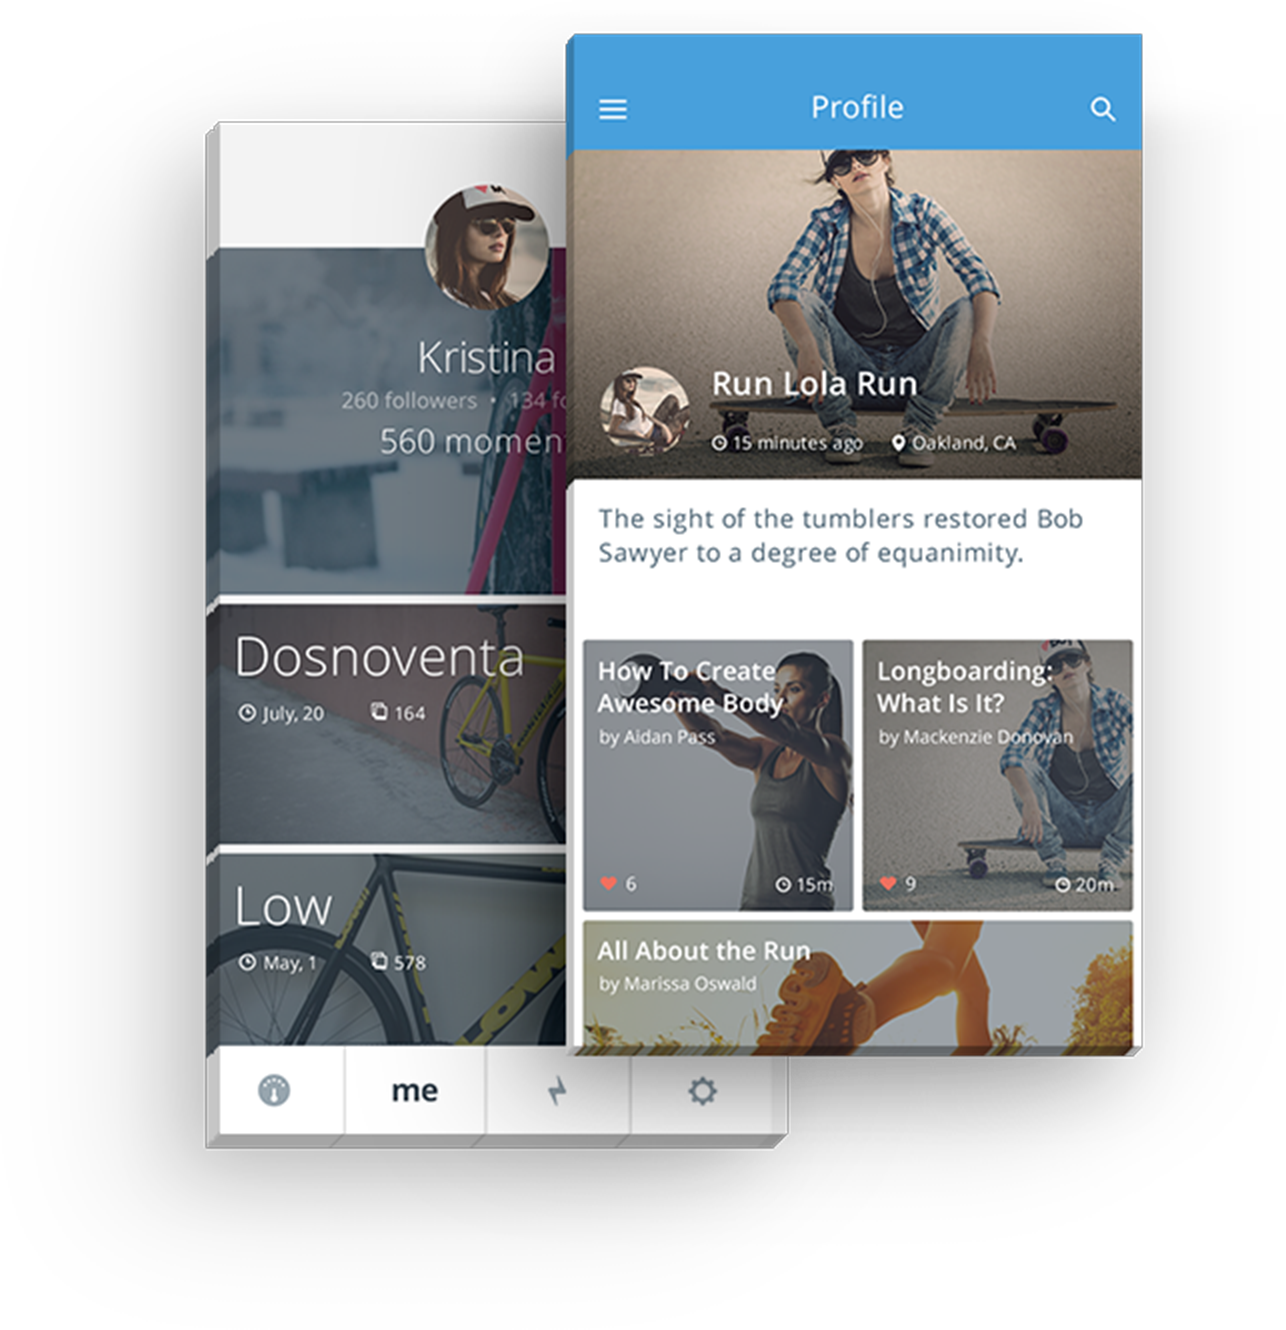 Profile
Run Lola Run
15 minutes ago Oakland, CA
The sight of the tumblers restored Bob
Sawyer to a degree of equanimity.
How To Create
Awesome Body
by Aidan Pass
6 15m
Longboarding:
What Is It?
by Mackenzie Donovan
9 20m
All About the Run
by Marissa Oswald
Kristina
260 followers • 134 fo
560 momen
Dosnoventa
July, 20 164
Low
May, 1 578
LOW
me